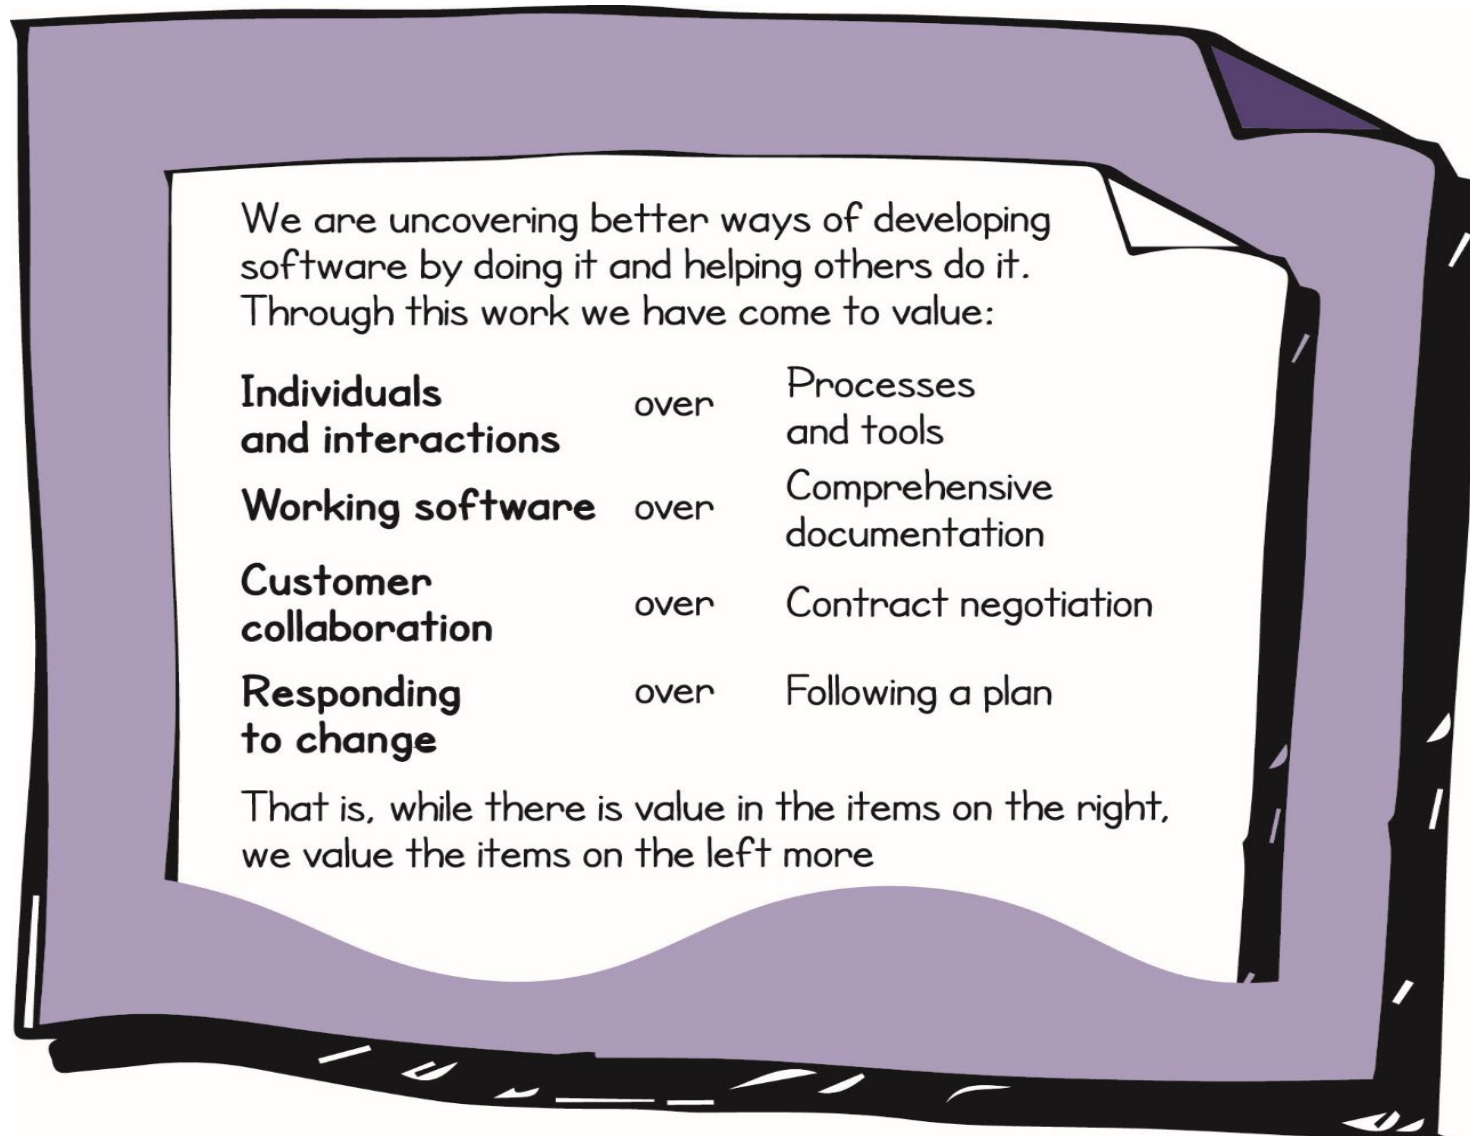 We are uncovering better ways of developing
software by doing it and helping others do it.
Through this work we have come to value:
Individuals
and interactions
over
Processes
and tools
Working software
over
Comprehensive
documentation
Customer
collaboration
over
Contract negotiation
Responding
to change
over
Following a plan
That is, while there is value in the items on the right,
we value the items on the left more